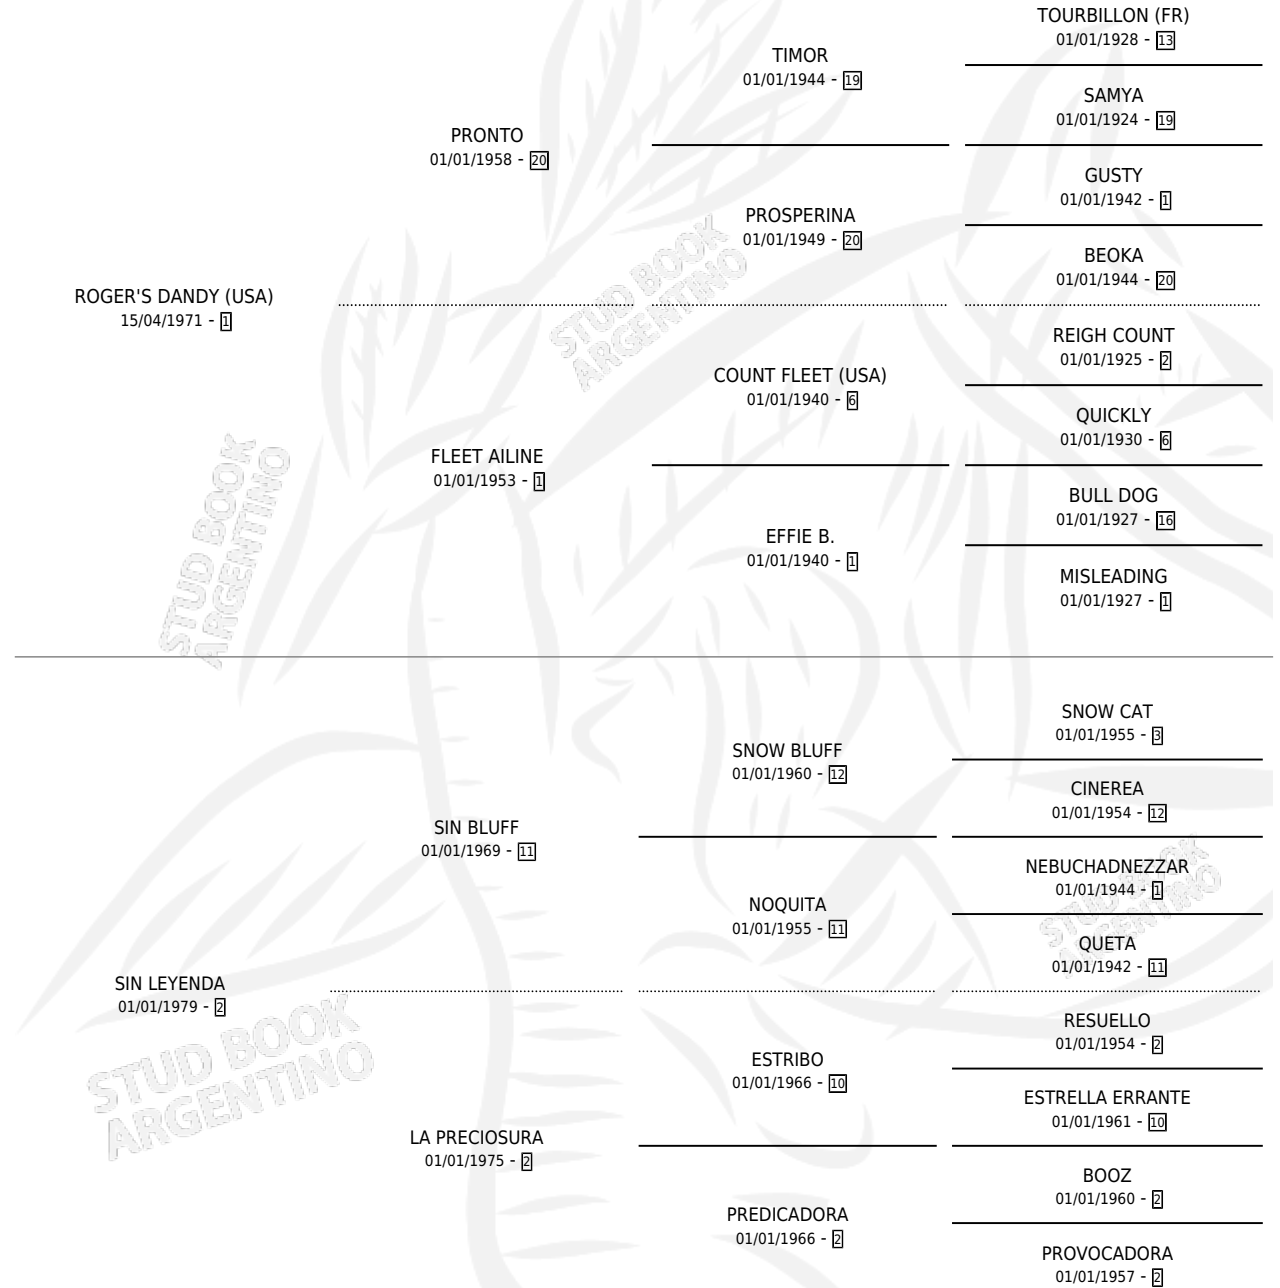 TOURBILLON (FR)
01/01/1928 - 13
TIMOR
01/01/1944 - 19
SAMYA
01/01/1924 - 19
PRONTO
01/01/1958 - 20
GUSTY
01/01/1942 - 1
PROSPERINA
01/01/1949 - 20
BEOKA
01/01/1944 - 20
ROGER'S DANDY (USA)
15/04/1971 - 1
STUD BOOK
ARGENTINO
REIGH COUNT
01/01/1925 - 2
COUNT FLEET (USA)
01/01/1940 - 6
QUICKLY
01/01/1930 - 6
FLEET AILINE
01/01/1953 - 1
BULL DOG
01/01/1927 - 16
EFFIE B.
01/01/1940 - 1
STUD BOOK
ARGENTINO
MISLEADING
01/01/1927 - 1
SNOW CAT
01/01/1955 - 3
SNOW BLUFF
01/01/1960 - 12
CINEREA
01/01/1954 - 12
SIN BLUFF
01/01/1969 - 11
NEBUCHADNEZZAR
01/01/1944 - 1
NOQUITA
01/01/1955 - 11
STUD BOOK
ARGENTINO
QUETA
01/01/1942 - 11
SIN LEYENDA
01/01/1979 - 2
RESUELLO
01/01/1954 - 2
STUD BOOK
ARGENTINO
ESTRIBO
01/01/1966 - 10
ESTRELLA ERRANTE
01/01/1961 - 10
LA PRECIOSURA
01/01/1975 - 2
BOOZ
01/01/1960 - 2
PREDICADORA
01/01/1966 - 2
PROVOCADORA
01/01/1957 - 2